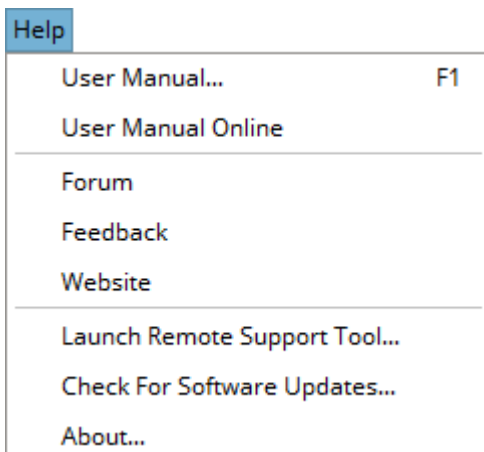 Help
User Manual... F1
User Manual Online
Forum
Feedback
Website
Launch Remote Support Tool...
Check For Software Updates...
About...